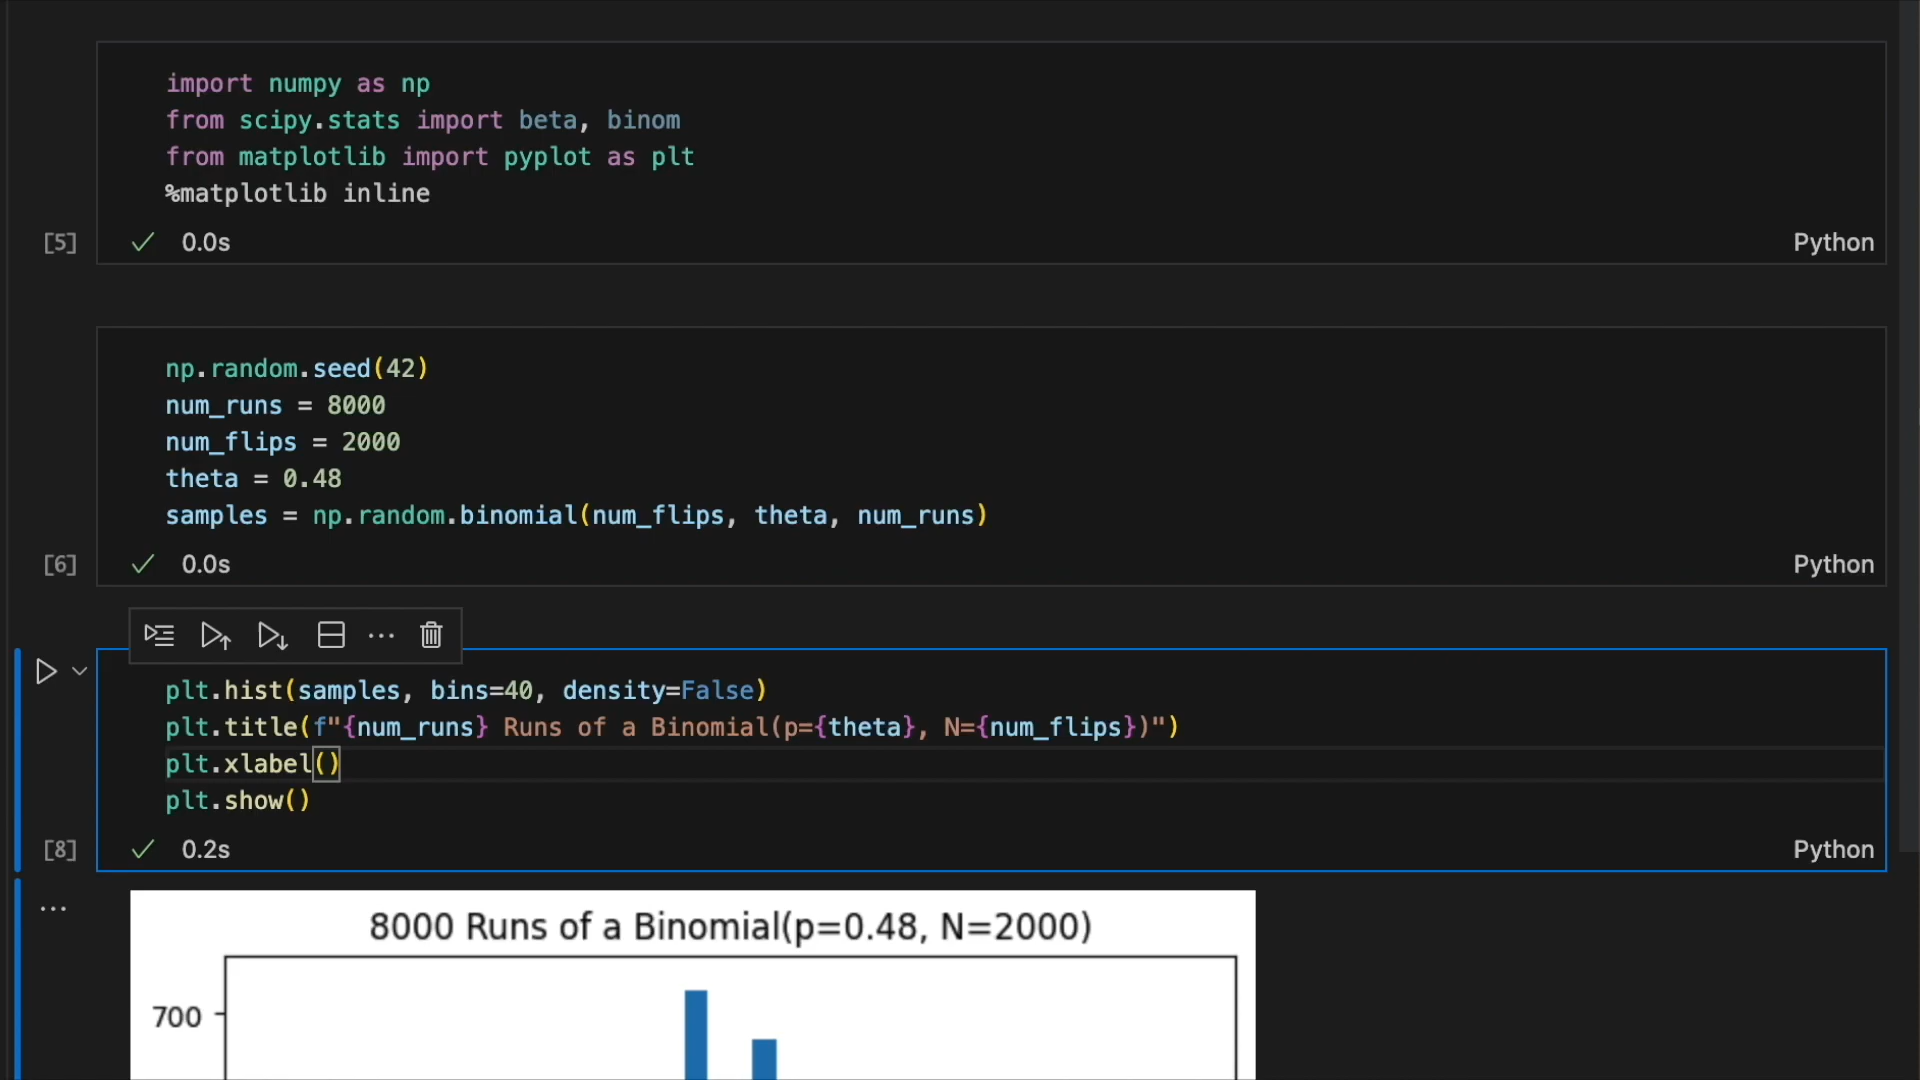 import numpy as np
from scipy.stats import beta, binom
from matplotlib import pyplot as plt
%matplotlib inline
[5] 0.0s Python
np.random.seed(42)
num_runs = 8000
num_flips = 2000
theta = 0.48
samples = np.random.binomial(num_flips, theta, num_runs)
[6] 0.0s Python
plt.hist(samples, bins=40, density=False)
plt.title(f"{num_runs} Runs of a Binomial(p={theta}, N={num_flips})")
plt.xlabel()
plt.show()
[8] 0.2s Python
8000 Runs of a Binomial(p=0.48, N=2000)
700